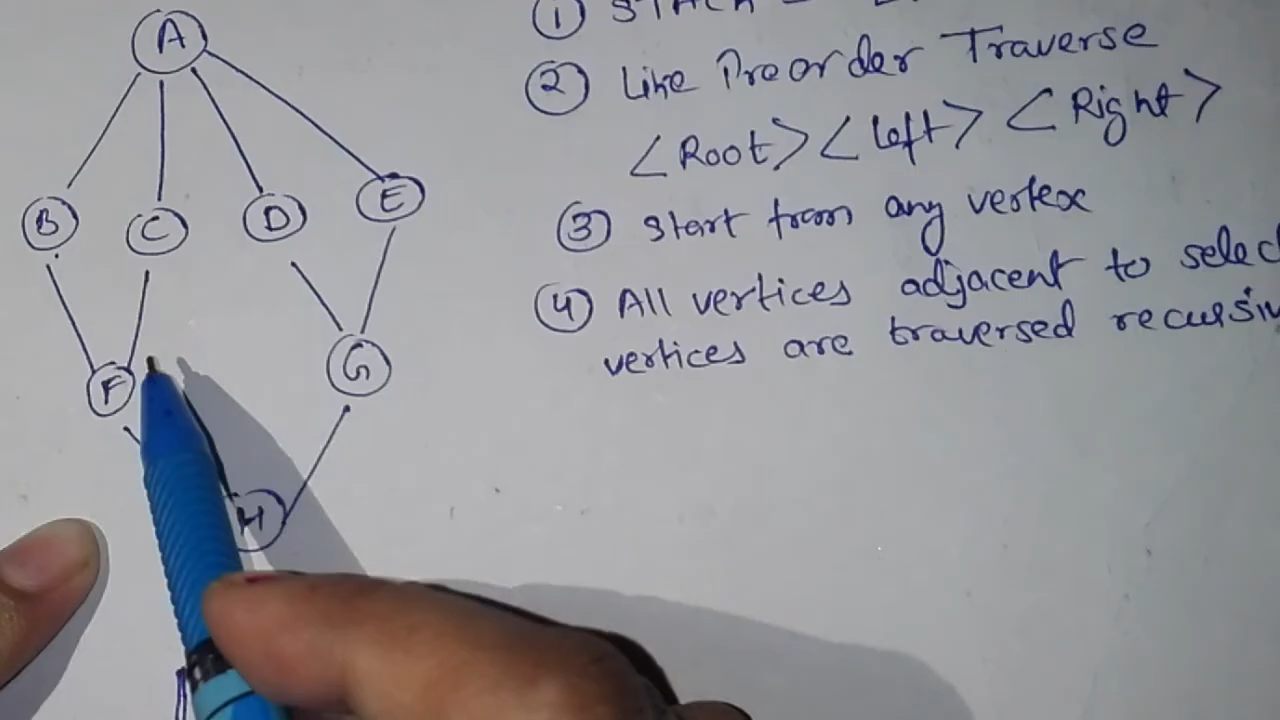 A
B
C
D
E
F
G
H
①
② Like Preorder Traverse
<Root> <Left> <Right>
③ Start from any vertex
④ All vertices adjacent to selec
vertices are traversed recursiv